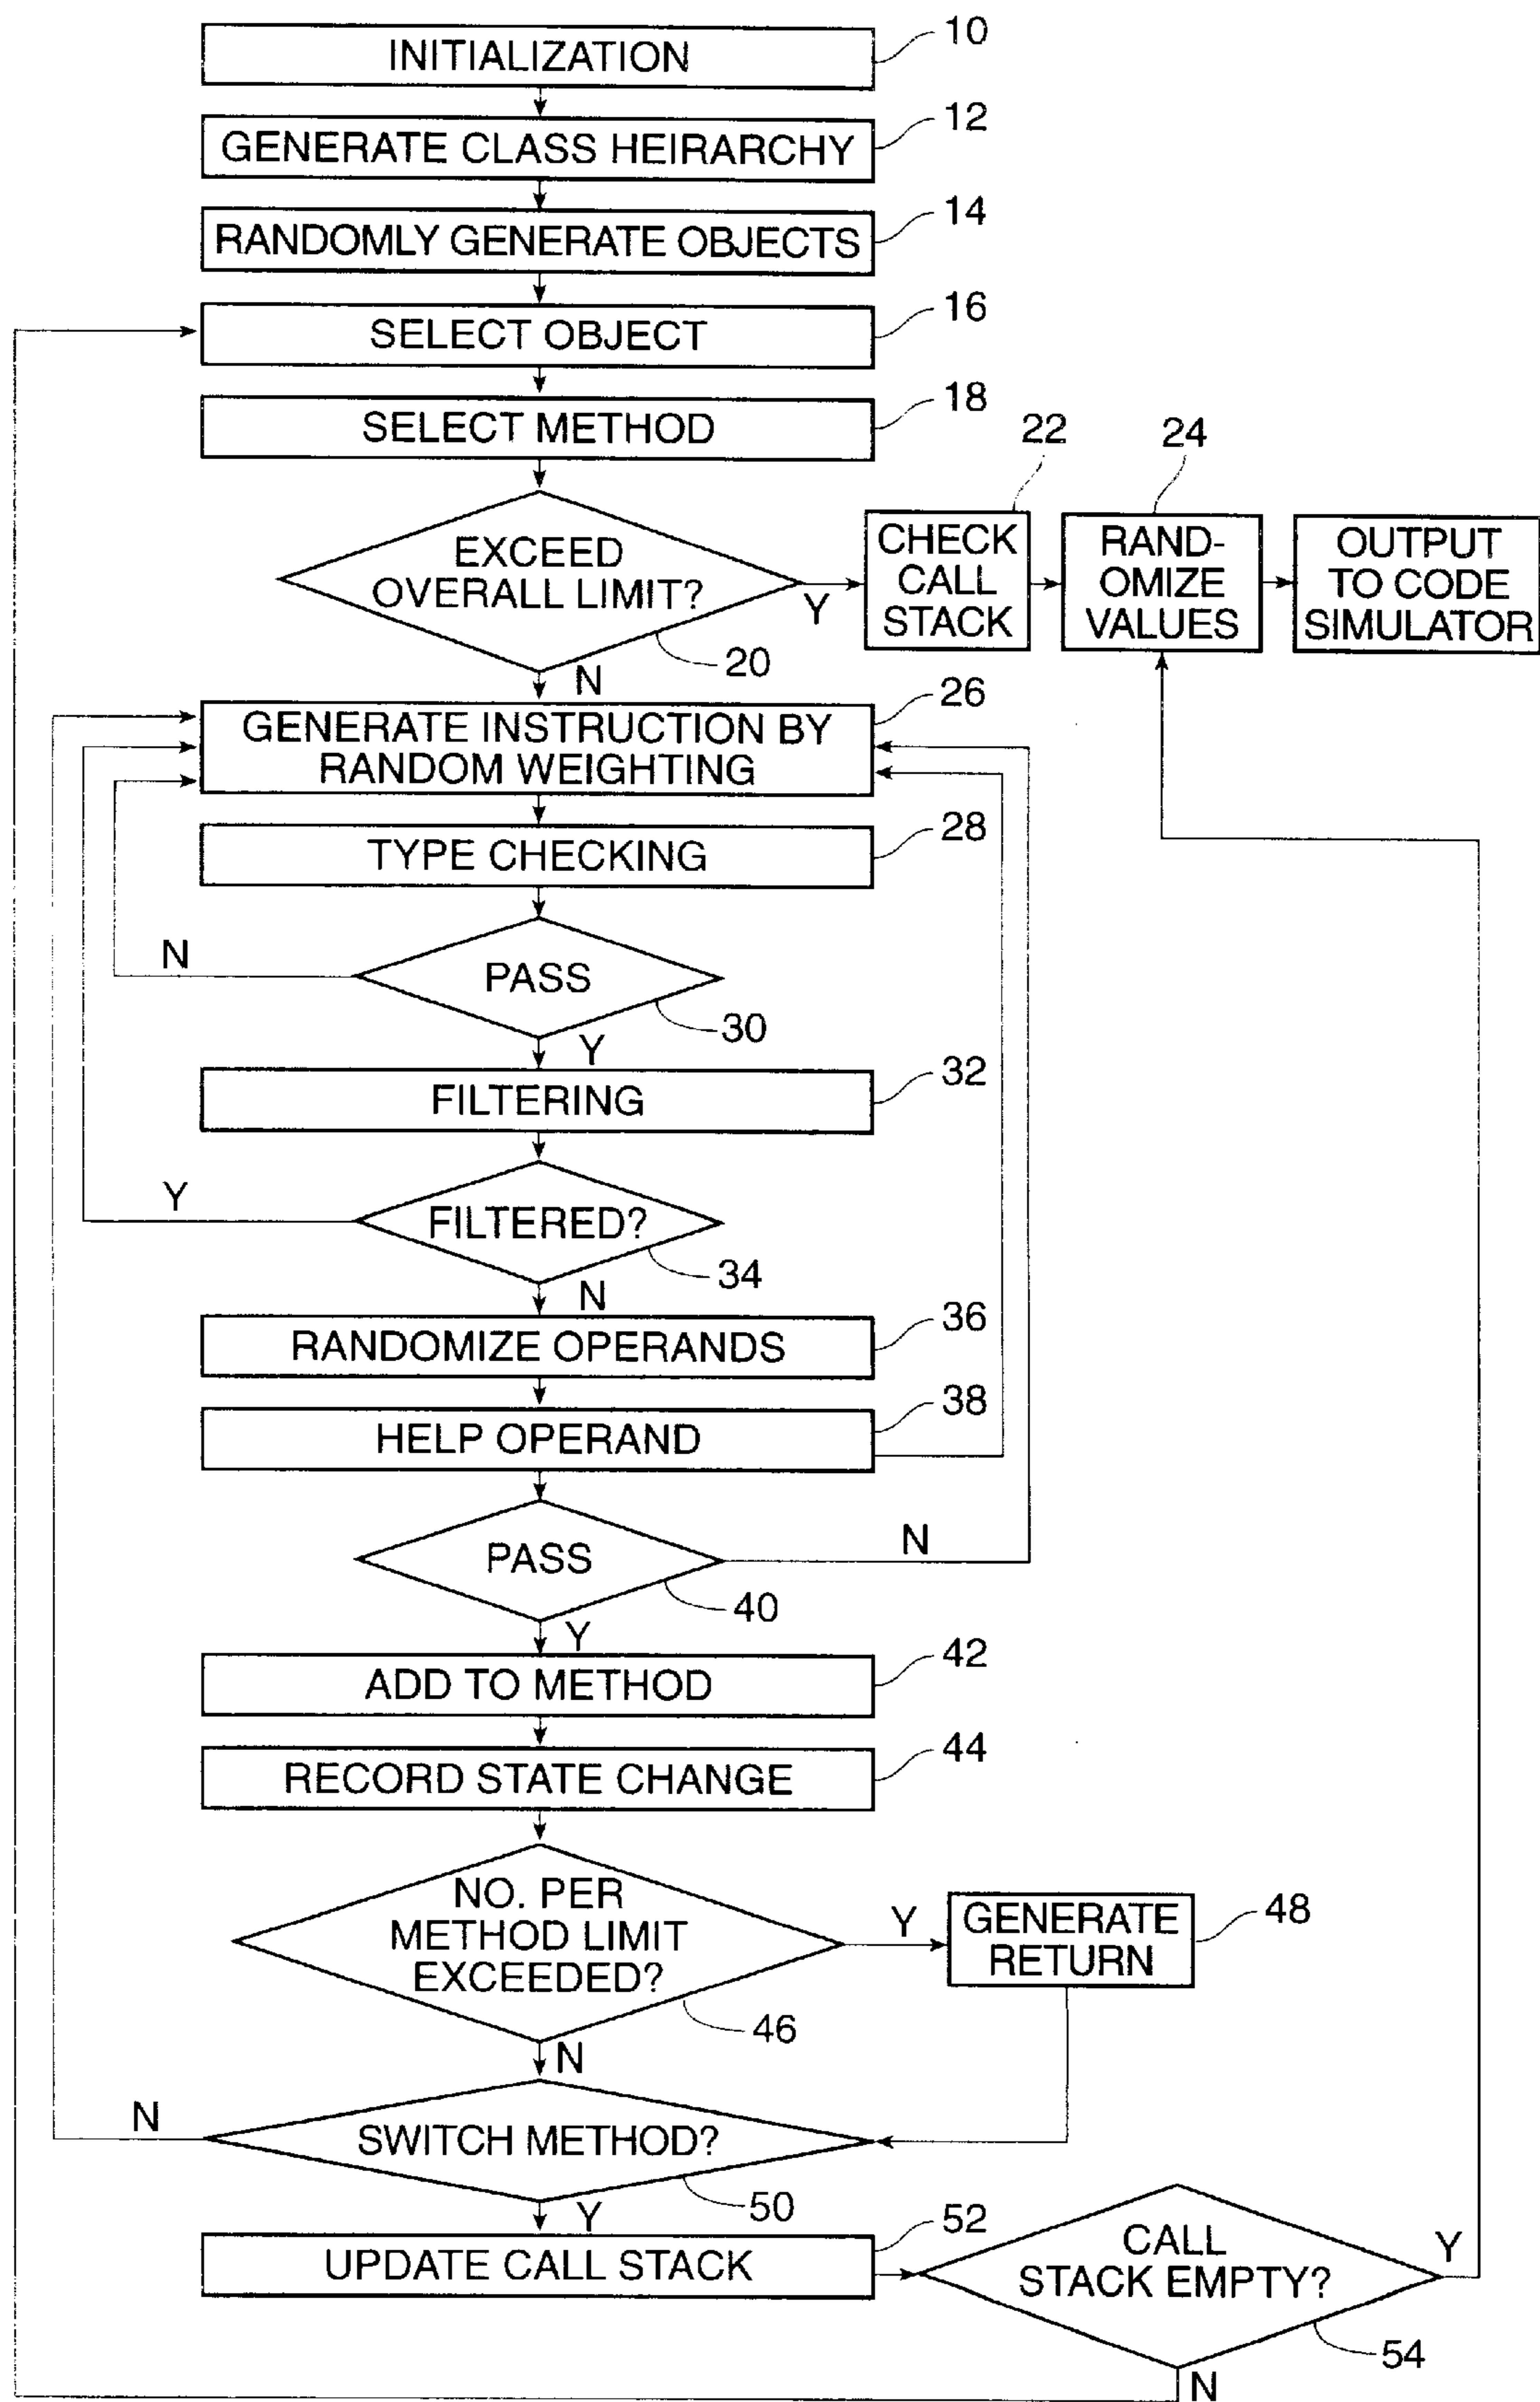 INITIALIZATION
10
GENERATE CLASS HEIRARCHY
12
RANDOMLY GENERATE OBJECTS
14
SELECT OBJECT
16
SELECT METHOD
18
EXCEED
OVERALL LIMIT?
20
Y
N
22
CHECK
CALL
STACK
24
RAND-
OMIZE
VALUES
OUTPUT
TO CODE
SIMULATOR
GENERATE INSTRUCTION BY
RANDOM WEIGHTING
26
TYPE CHECKING
28
PASS
N
30
Y
FILTERING
32
FILTERED?
Y
34
N
RANDOMIZE OPERANDS
36
HELP OPERAND
38
PASS
N
40
Y
ADD TO METHOD
42
RECORD STATE CHANGE
44
NO. PER
METHOD LIMIT
EXCEEDED?
Y
46
N
GENERATE
RETURN
48
SWITCH METHOD?
N
50
Y
UPDATE CALL STACK
52
CALL
STACK EMPTY?
Y
54
N